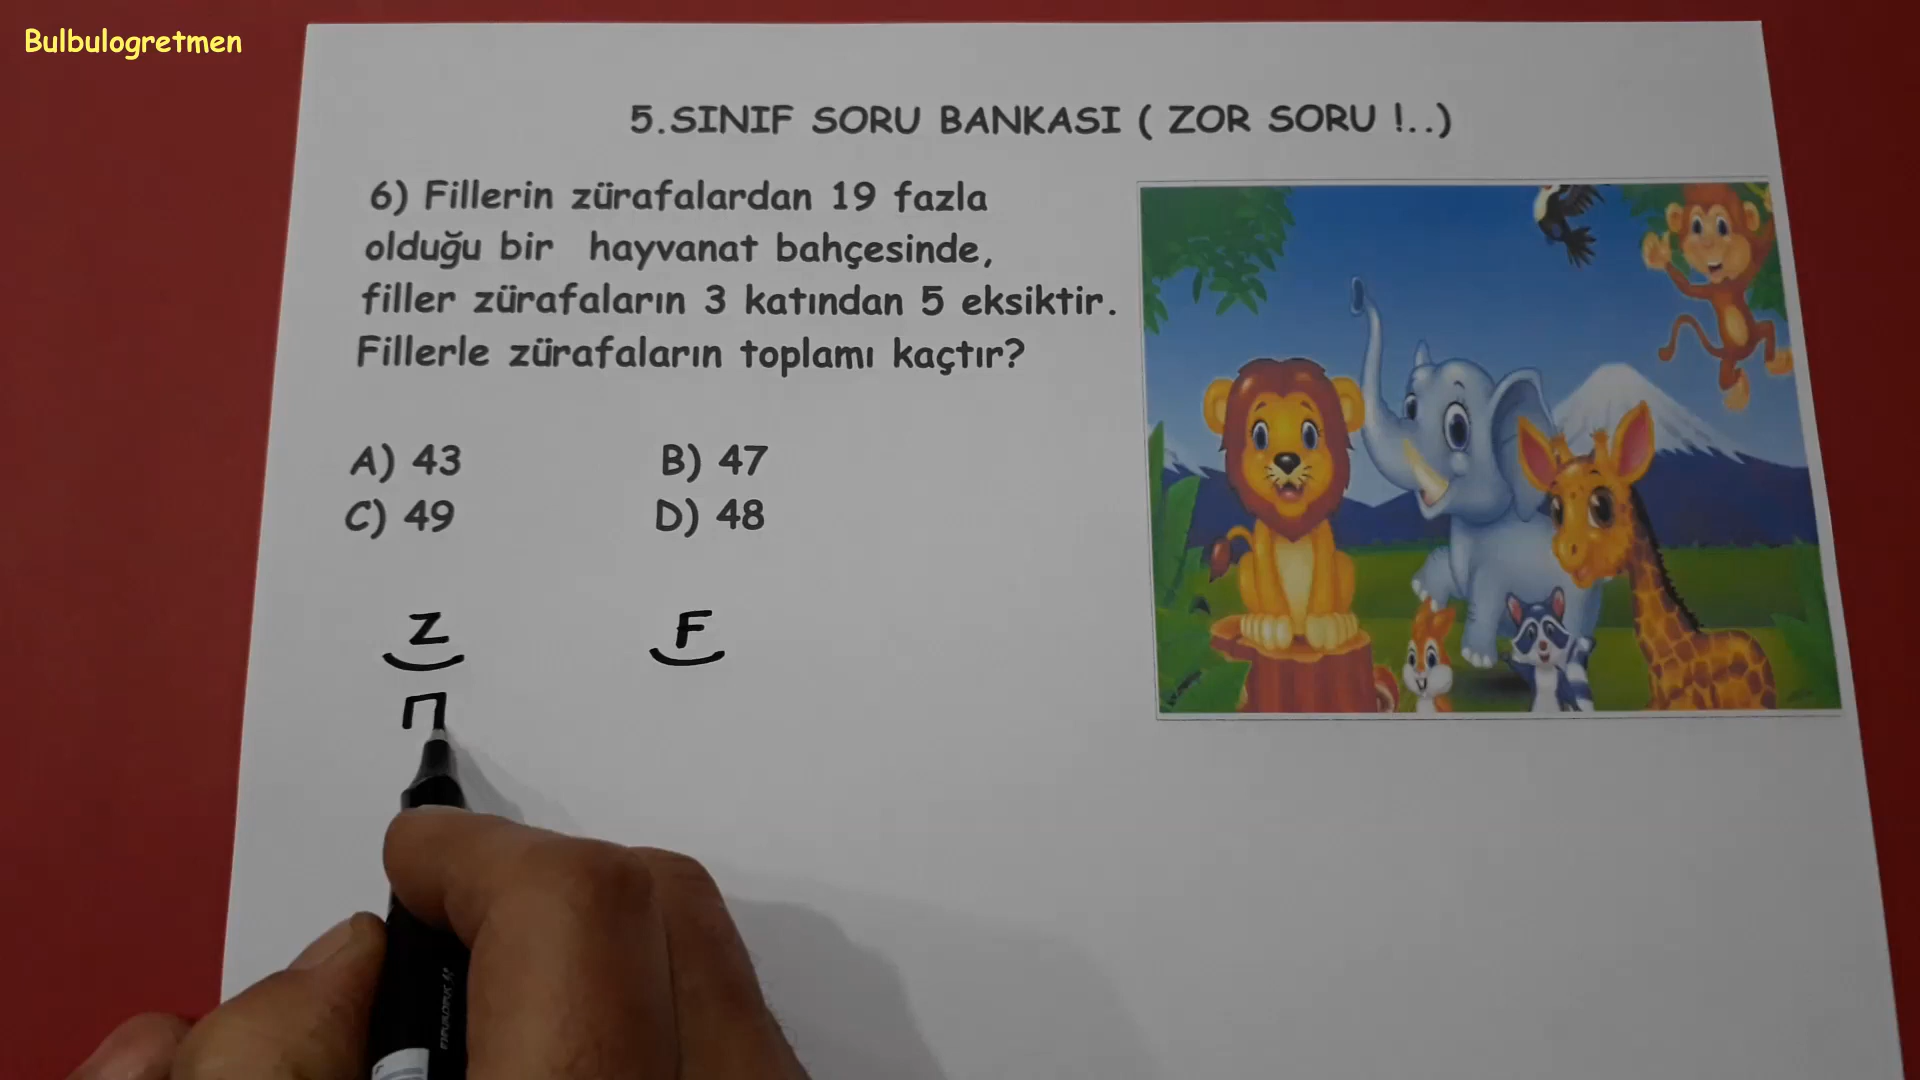 Bulbulogretmen
5.SINIF SORU BANKASI ( ZOR SORU !..)
6) Fillerin zürafalardan 19 fazla
olduğu bir hayvanat bahçesinde,
filler zürafaların 3 katından 5 eksiktir.
Fillerle zürafaların toplamı kaçtır?
A) 43 B) 47
C) 49 D) 48
Z F